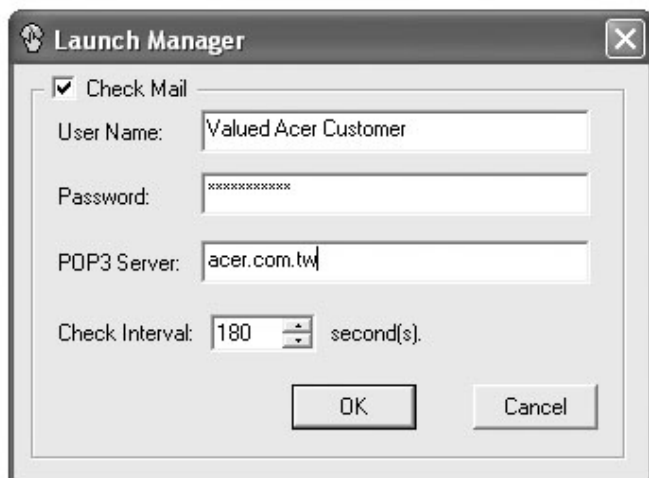 Launch Manager
Check Mail
User Name: Valued Acer Customer
Password: ***********
POP3 Server: acer.com.tw
Check Interval: 180 second(s).
OK Cancel